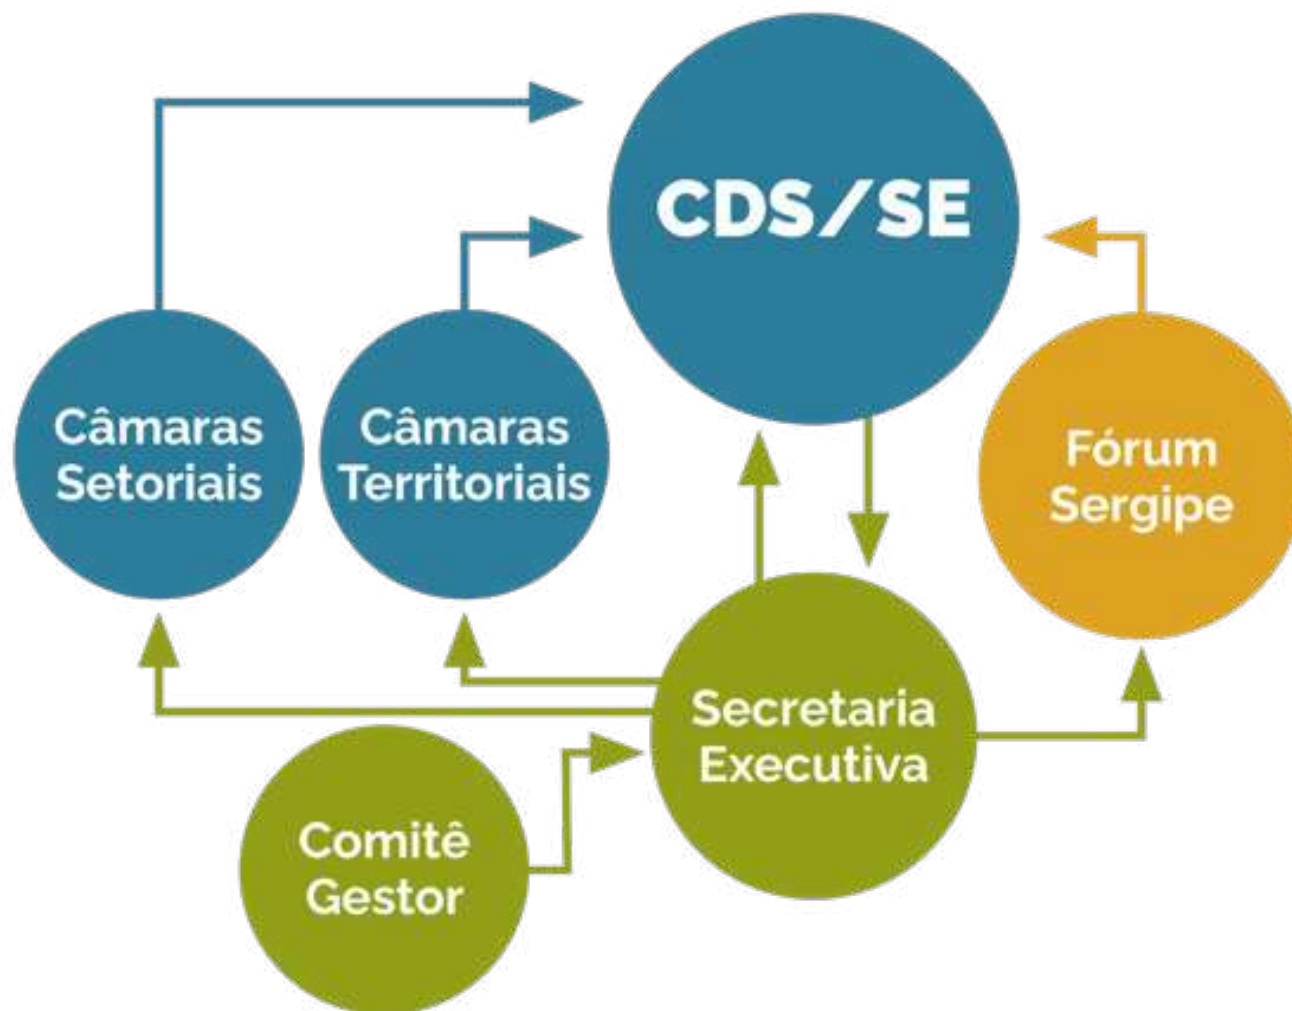 CDS/SE
Câmaras
Setoriais
Câmaras
Territoriais
Fórum
Sergipe
Secretaria
Executiva
Comitê
Gestor